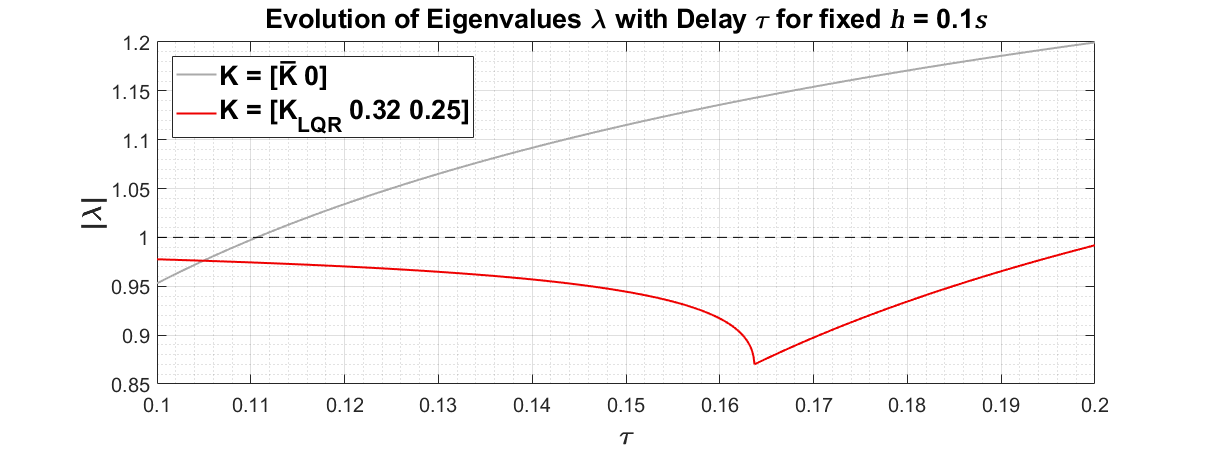 Evolution of Eigenvalues λ with Delay τ for fixed h = 0.1s
1.2
K = [K̅ 0]
1.15
K = [K_LQR 0.32 0.25]
1.1
1.05
|λ|
1
0.95
0.9
0.85
0.1 0.11 0.12 0.13 0.14 0.15 0.16 0.17 0.18 0.19 0.2
τ